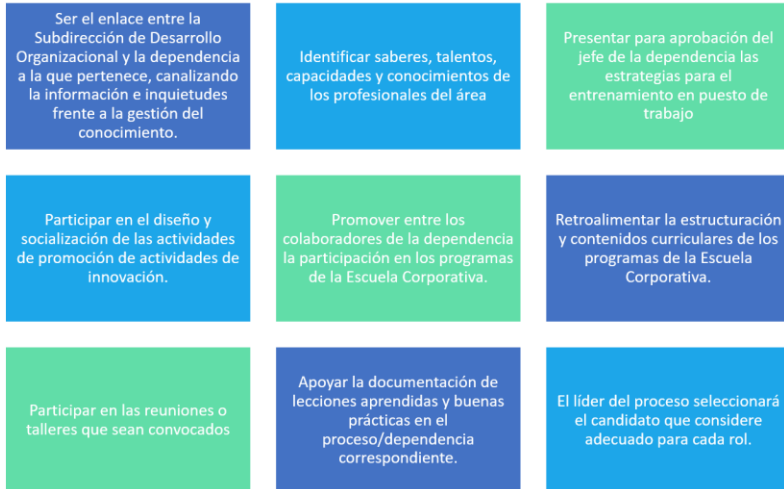 Ser el enlace entre la
Subdirección de Desarrollo
Organizacional y la dependencia
a la que pertenece, canalizando
la información e inquietudes
frente a la gestión del
conocimiento.
Identificar saberes, talentos,
capacidades y conocimientos de
los profesionales del área
Presentar para aprobación del
jefe de la dependencia las
estrategias para el
entrenamiento en puesto de
trabajo
Participar en el diseño y
socialización de las actividades
de promoción de actividades de
innovación.
Promover entre los
colaboradores de la dependencia
la participación en los programas
de la Escuela Corporativa.
Retroalimentar la estructuración
y contenidos curriculares de los
programas de la Escuela
Corporativa.
Participar en las reuniones o
talleres que sean convocados
Apoyar la documentación de
lecciones aprendidas y buenas
prácticas en el
proceso/dependencia
correspondiente.
El líder del proceso seleccionará
el candidato que considere
adecuado para cada rol.